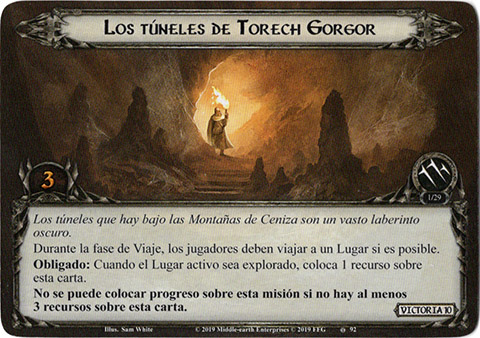 Los túneles de Torech Gorgor
3
1/29
Los túneles que hay bajo las Montañas de Ceniza son un vasto laberinto
oscuro.
Durante la fase de Viaje, los jugadores deben viajar a un Lugar si es posible.
Obligado: Cuando el Lugar activo sea explorado, coloca 1 recurso sobre
esta carta.
No se puede colocar progreso sobre esta misión si no hay al menos
3 recursos sobre esta carta.
Victoria 10
Illus. Sam White © 2019 Middle-earth Enterprises © 2019 FFG 92